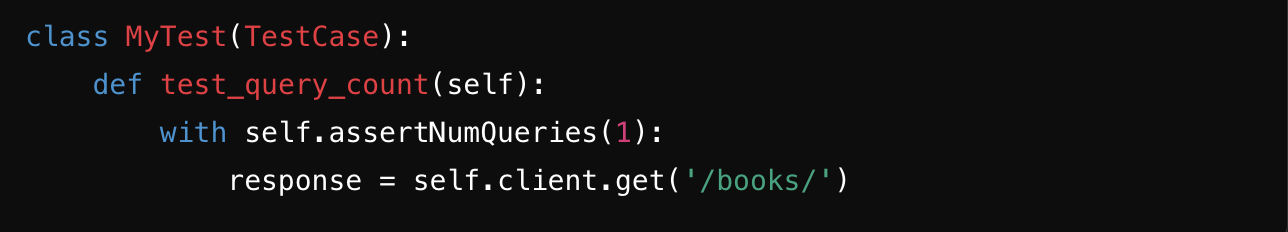 class MyTest(TestCase):
    def test_query_count(self):
        with self.assertNumQueries(1):
            response = self.client.get('/books/')